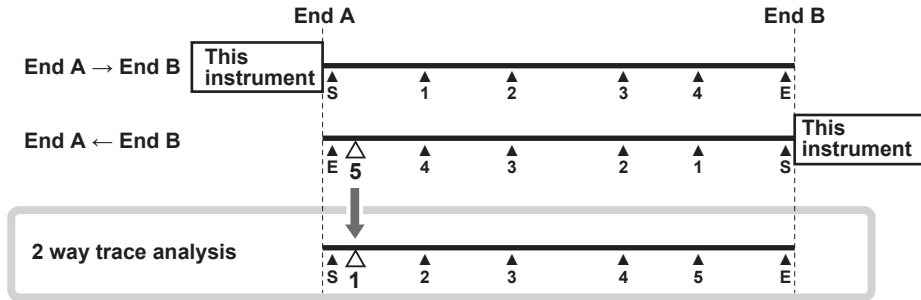 End A End B
End A → End B
This
instrument
S 1 2 3 4 E
End A ← End B
This
instrument
E 5 4 3 2 1 S
2 way trace analysis
S 1 2 3 4 5 E